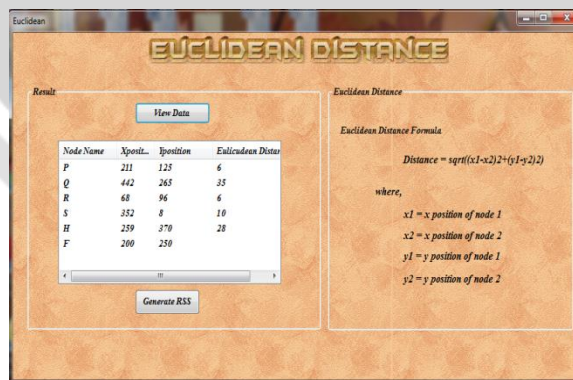 Euclidean
EUCLIDEAN DISTANCE
Result
View Data
Node Name Xposit... Yposition Eulicudean Distan
P 211 125 6
Q 442 265 35
R 68 96 6
S 352 8 10
H 259 370 28
F 200 250
Generate RSS
Euclidean Distance
Euclidean Distance Formula
Distance = sqrt((x1-x2)2+(y1-y2)2)
where,
x1 = x position of node 1
x2 = x position of node 2
y1 = y position of node 1
y2 = y position of node 2